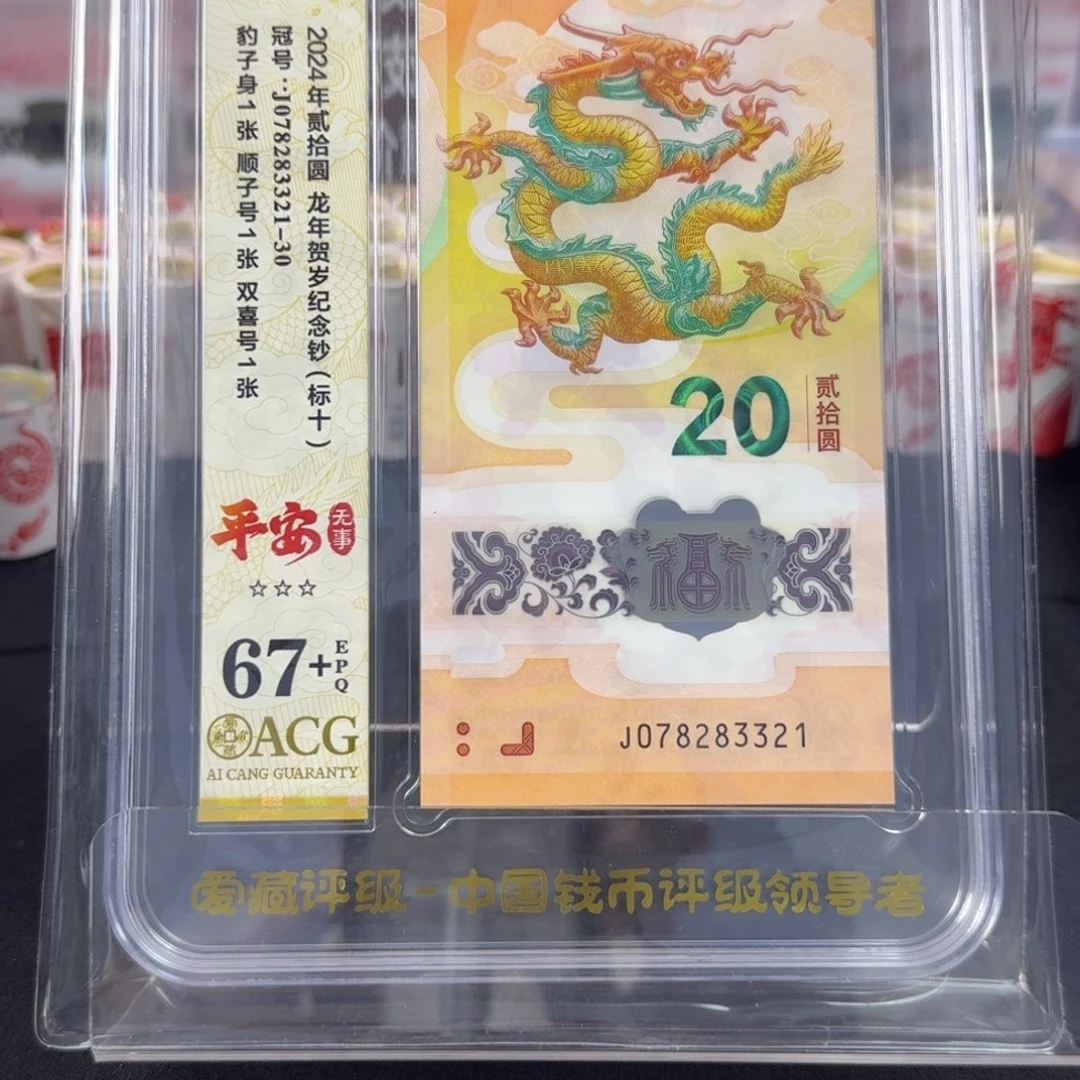 2024年贰拾圆 龙年贺岁纪念钞(标十)
冠号:J078283321-30
豹子身1张 顺子号1张 双喜号1张
平安
无事
67+
EPQ
ACG
AI CANG GUARANTY
20
贰拾圆
J078283321
爱藏评级-中国钱币评级领导者